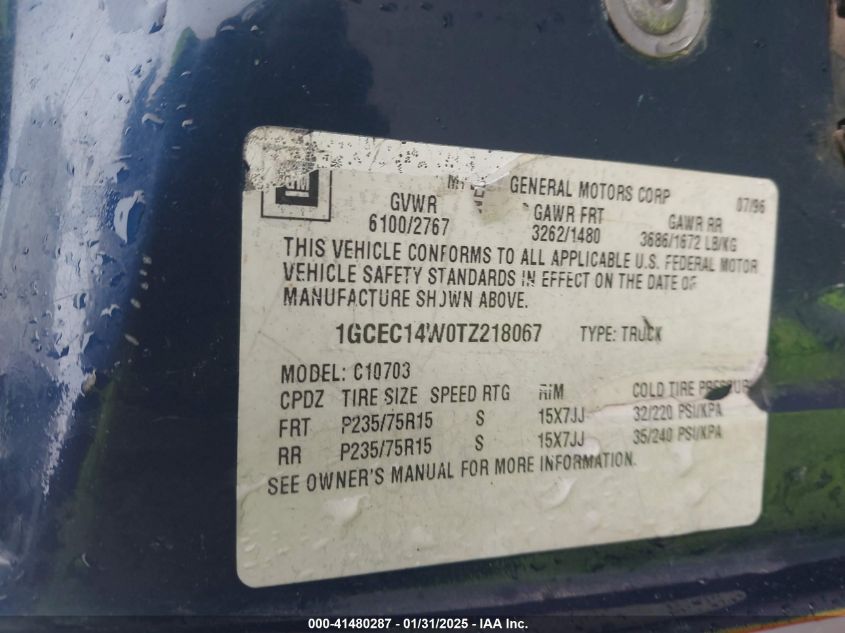 GM
GENERAL MOTORS CORP 07/96
GVWR GAWR FRT GAWR RR
6100/2767 3262/1480 3686/1672 LB/KG
THIS VEHICLE CONFORMS TO ALL APPLICABLE U.S. FEDERAL MOTOR
VEHICLE SAFETY STANDARDS IN EFFECT ON THE DATE OF
MANUFACTURE SHOWN ABOVE.
1GCEC14W0TZ218067 TYPE: TRUCK
MODEL: C10703
CPDZ TIRE SIZE SPEED RTG RIM COLD TIRE PRESSUR
FRT P235/75R15 S 15X7JJ 32/220 PSI/KPA
RR P235/75R15 S 15X7JJ 35/240 PSI/KPA
SEE OWNER'S MANUAL FOR MORE INFORMATION.
000-41480287 - 01/31/2025 - IAA Inc.